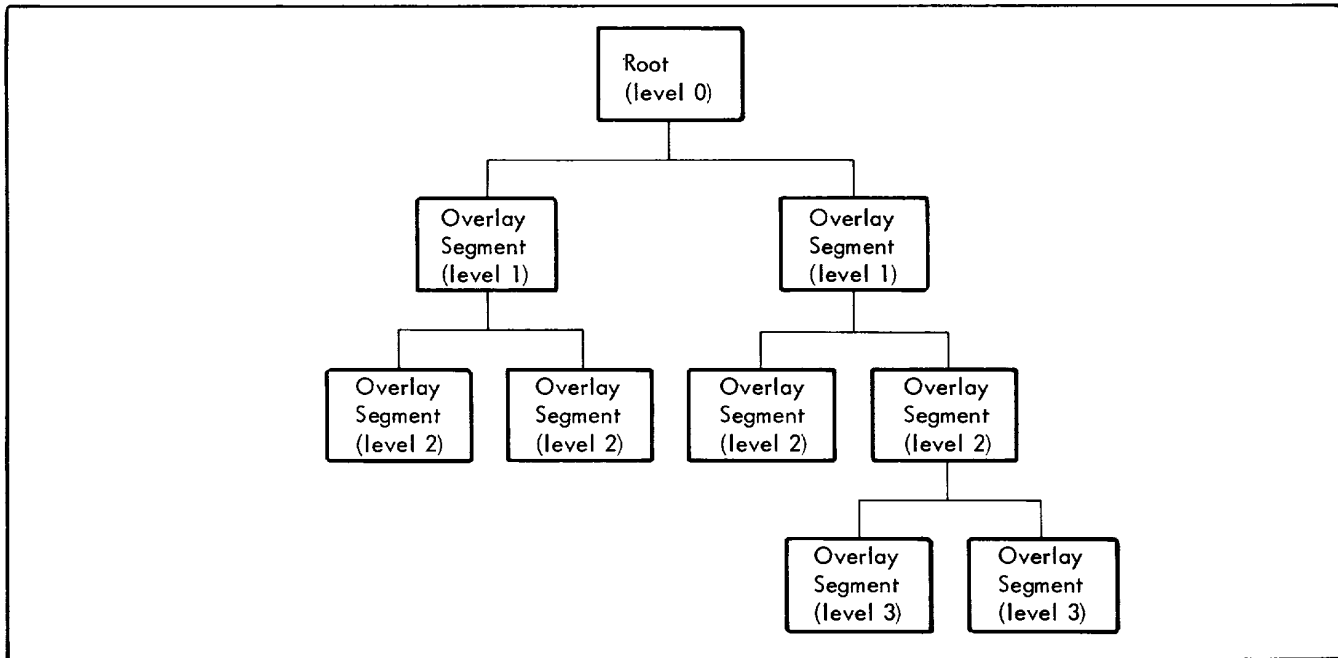 Root
(level 0)
Overlay
Segment
(level 1)
Overlay
Segment
(level 1)
Overlay
Segment
(level 2)
Overlay
Segment
(level 2)
Overlay
Segment
(level 2)
Overlay
Segment
(level 2)
Overlay
Segment
(level 3)
Overlay
Segment
(level 3)